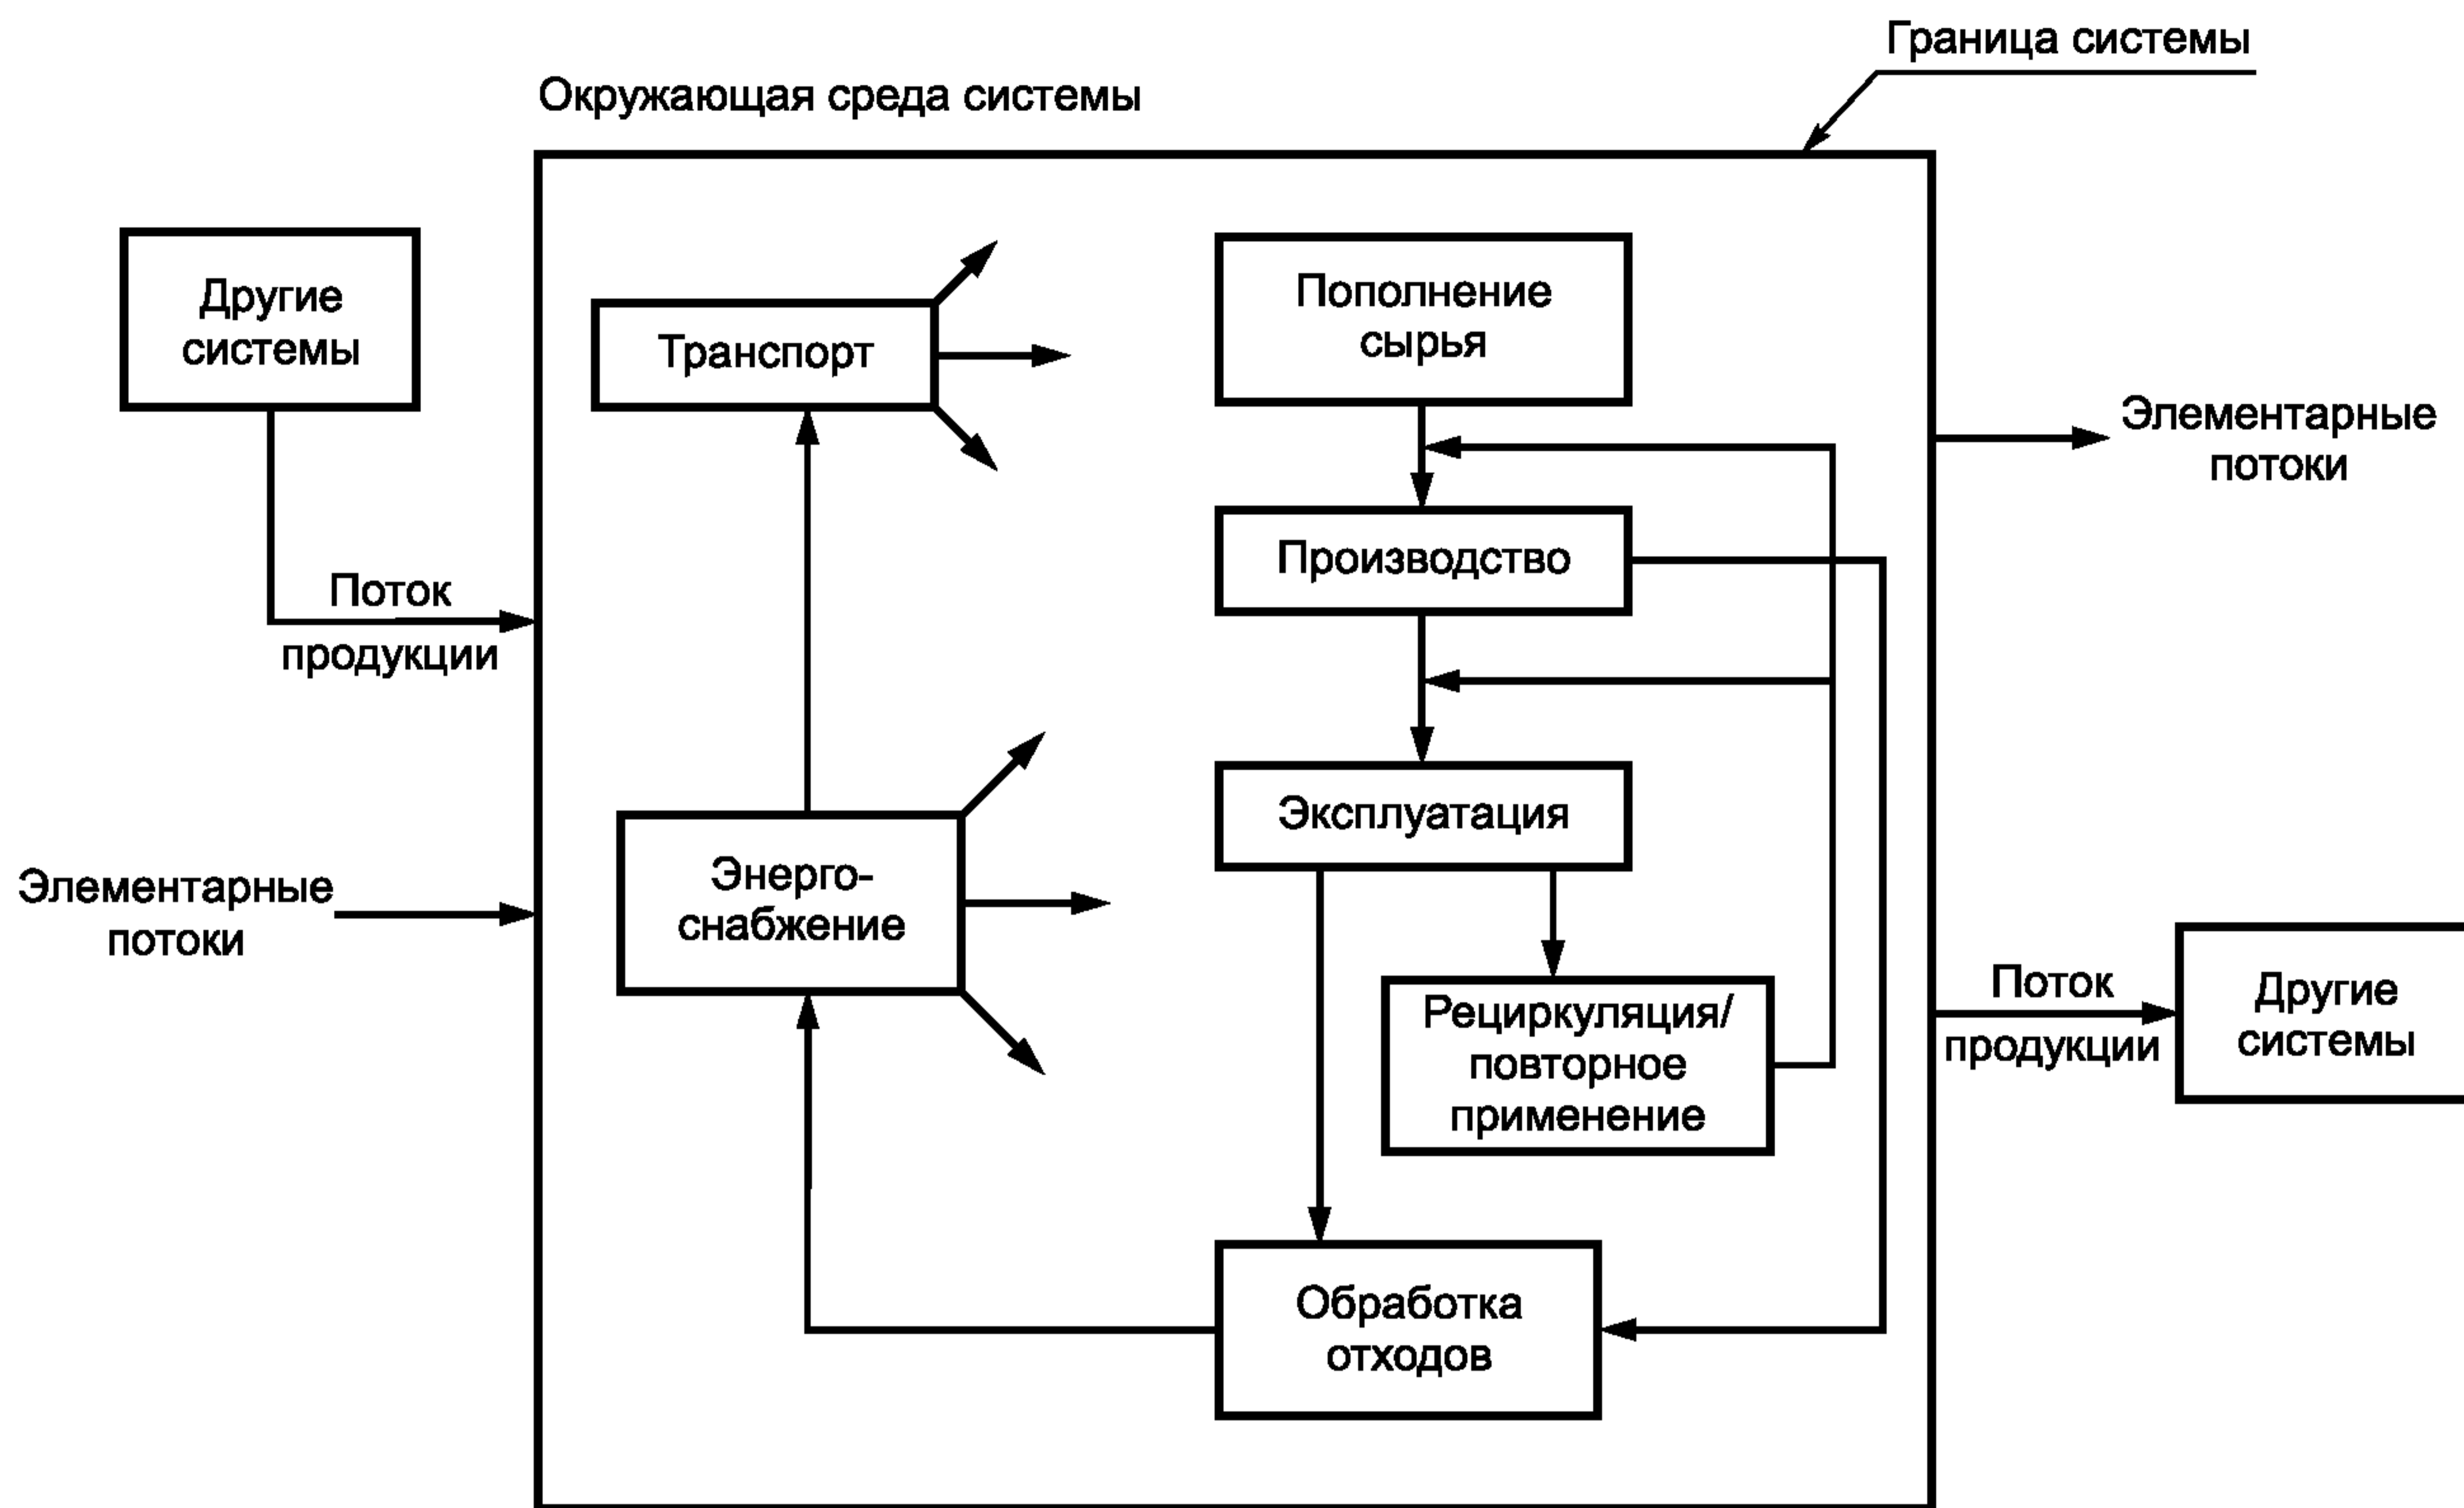 Граница системы
Окружающая среда системы
Другие
системы
Транспорт
Пополнение
сырья
Элементарные
потоки
Производство
Поток
продукции
Эксплуатация
Энерго-
снабжение
Элементарные
потоки
Рециркуляция/
повторное
применение
Поток
продукции
Другие
системы
Обработка
отходов